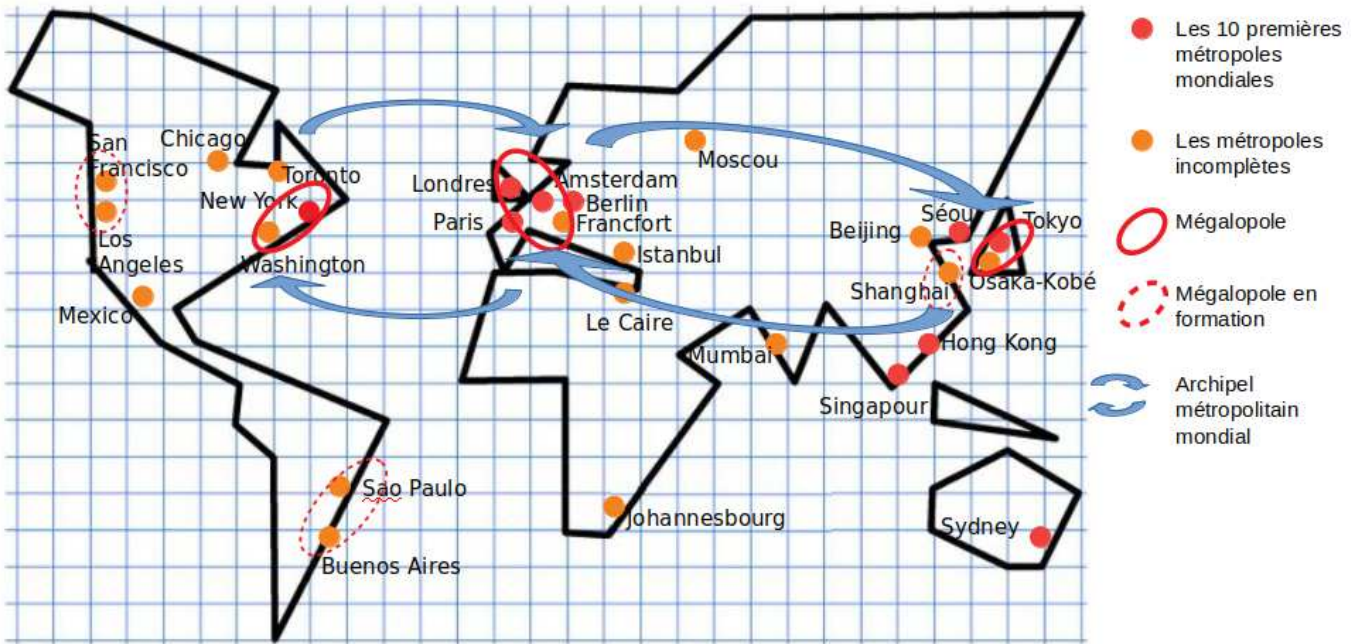 San
Francisco
Chicago
Toronto
New York
Los
Angeles
Washington
Mexico
Sao Paulo
Buenos Aires
Londres
Amsterdam
Berlin
Paris
Francfort
Istanbul
Le Caire
Moscou
Johannesbourg
Beijing
Séou
Tokyo
Shanghai
Osaka-Kobé
Mumbai
Hong Kong
Singapour
Sydney
Les 10 premières
métropoles
mondiales
Les métropoles
incomplètes
Mégalopole
Mégalopole en
formation
Archipel
métropolitain
mondial